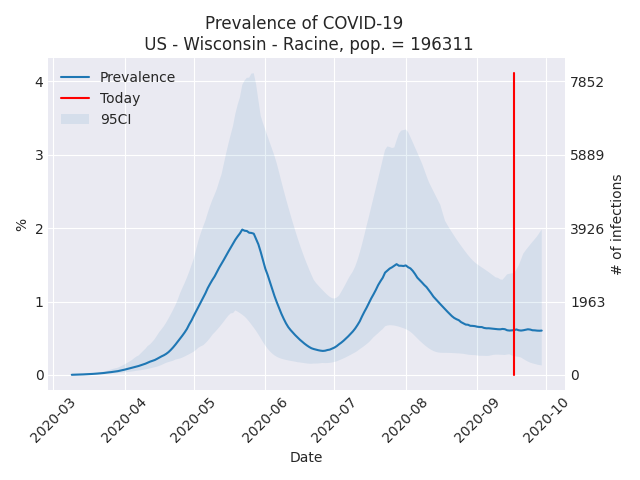 Prevalence of COVID-19
US - Wisconsin - Racine, pop. = 196311
Prevalence
Today
95CI
4
3
2
1
0
%
7852
5889
3926
1963
0
# of infections
2020-03
2020-04
2020-05
2020-06
2020-07
2020-08
2020-09
2020-10
Date